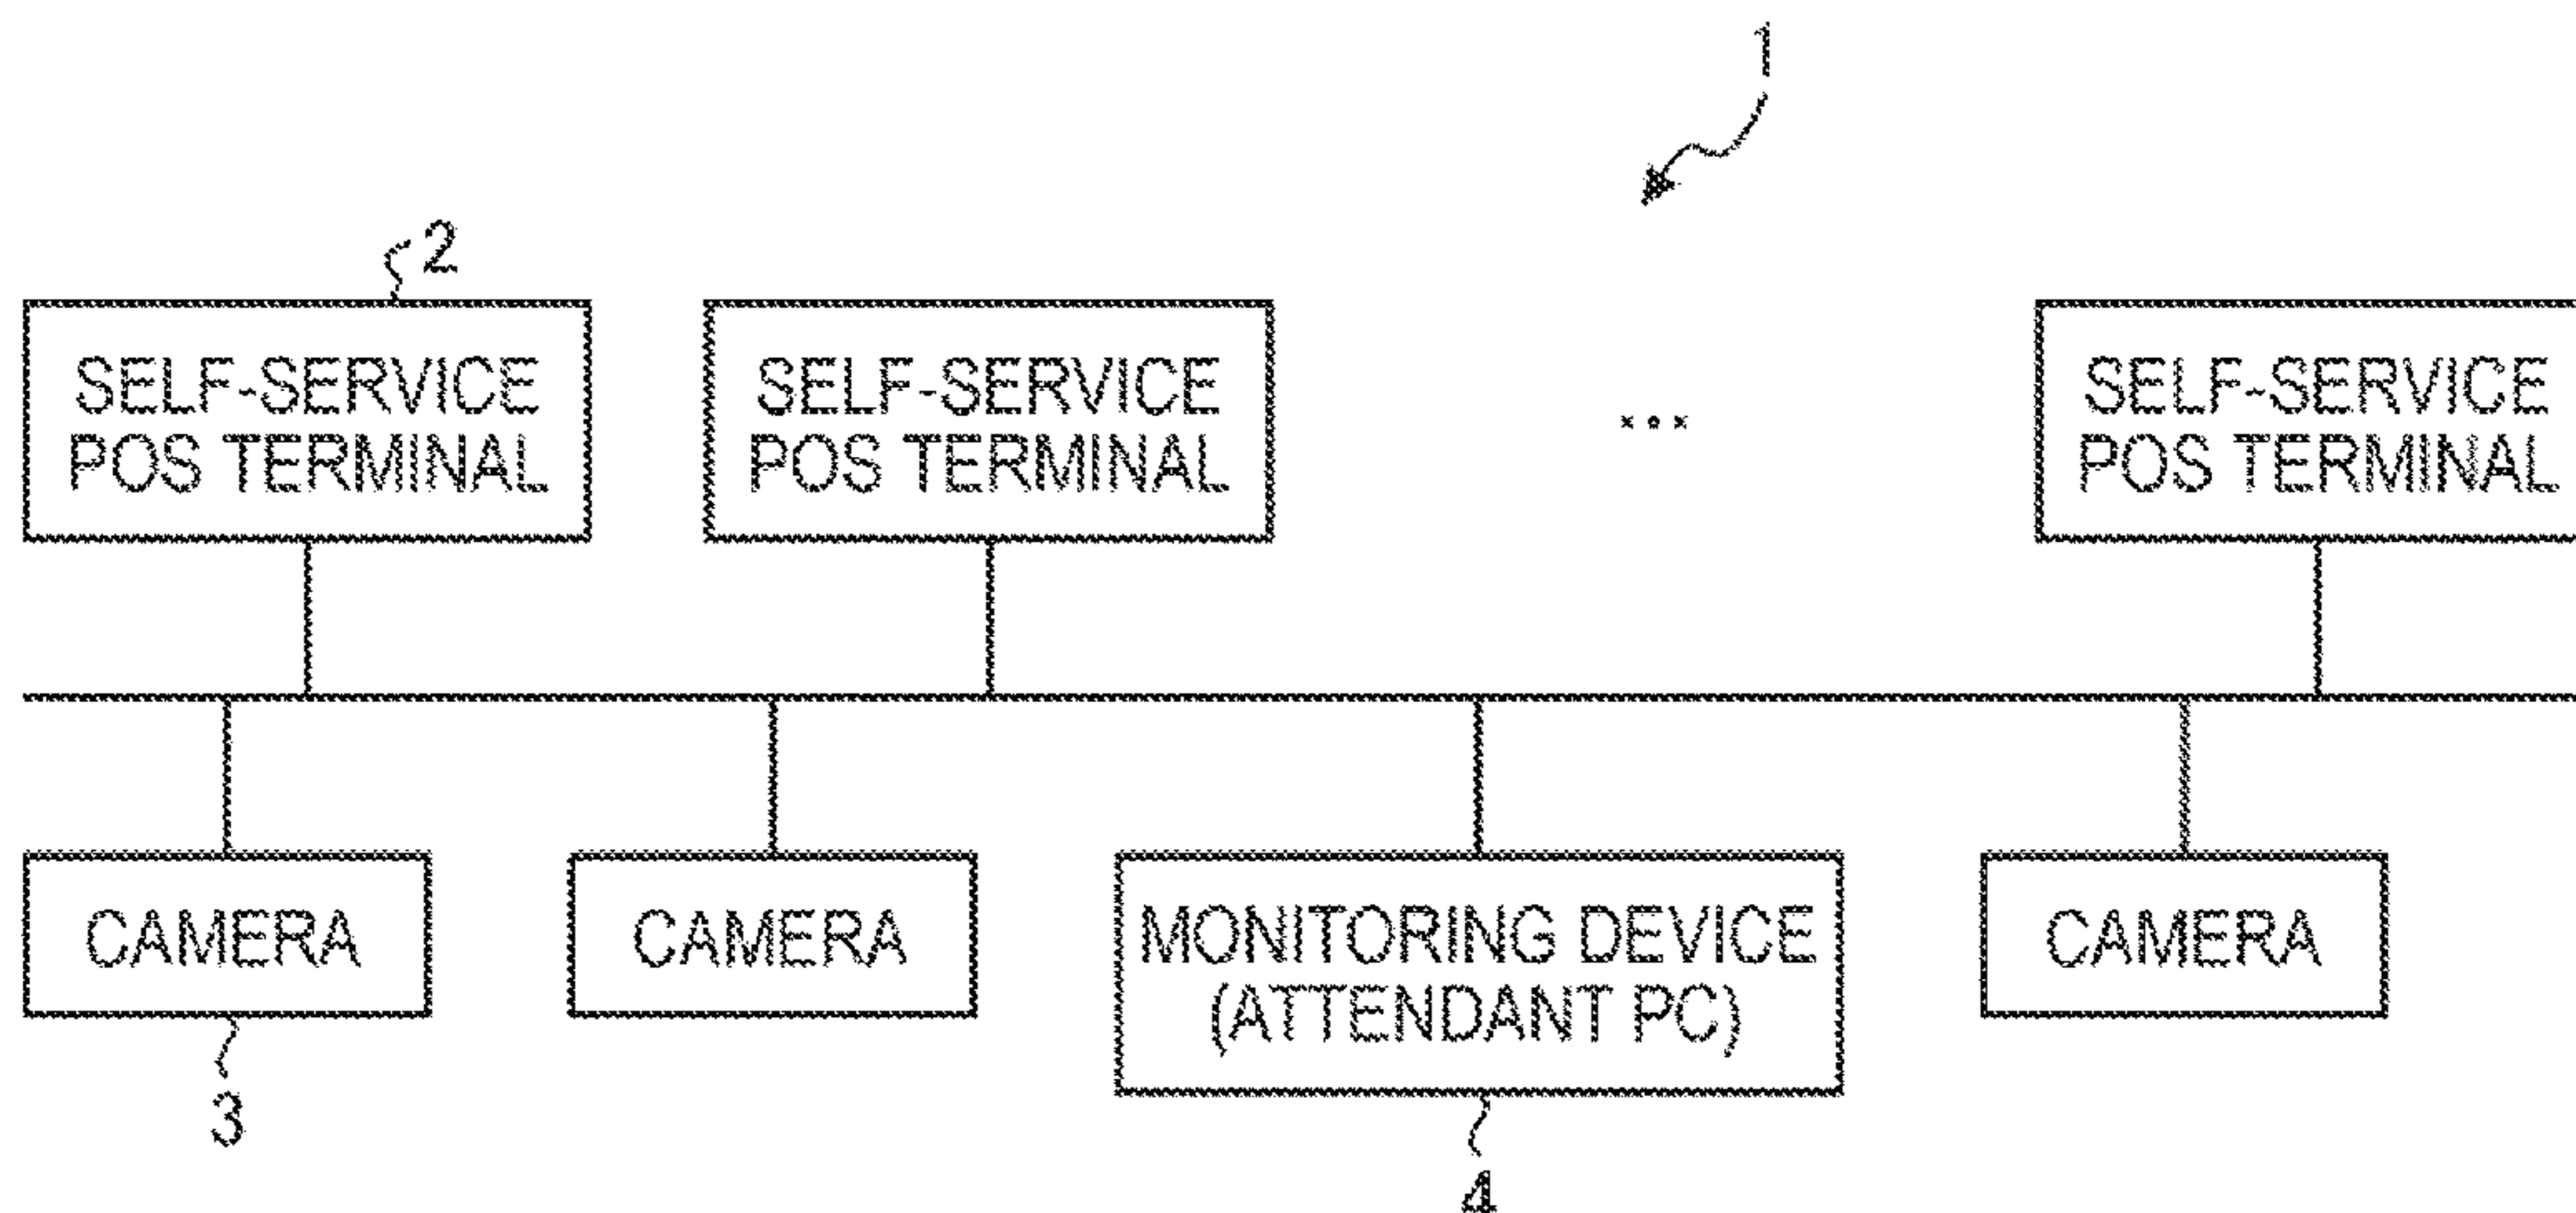 1
2
SELF-SERVICE
POS TERMINAL
SELF-SERVICE
POS TERMINAL
...
SELF-SERVICE
POS TERMINAL
CAMERA
CAMERA
MONITORING DEVICE
(ATTENDANT PC)
CAMERA
3
4